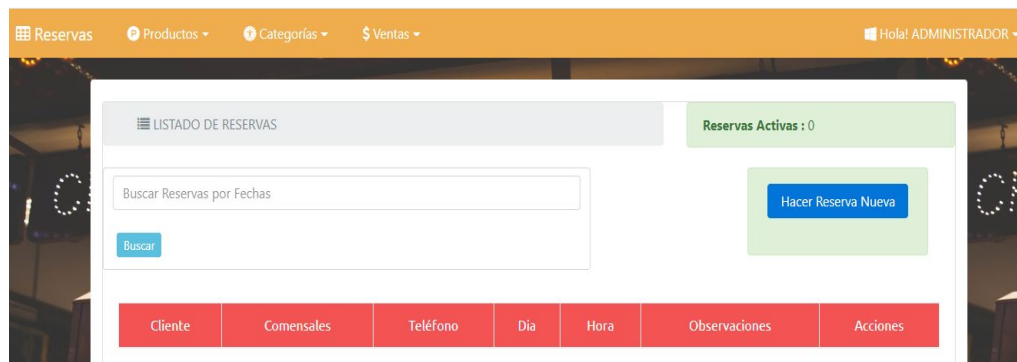 Reservas Productos Categorías $ Ventas Hola! ADMINISTRADOR
LISTADO DE RESERVAS
Reservas Activas : 0
Buscar Reservas por Fechas
Hacer Reserva Nueva
Buscar
Cliente Comensales Teléfono Dia Hora Observaciones Acciones